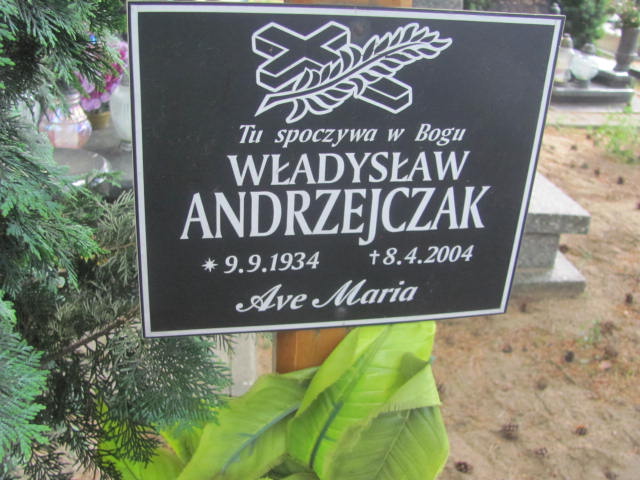 Tu spoczywa w Bogu
WŁADYSŁAW
ANDRZEJCZAK
* 9.9.1934 † 8.4.2004
Ave Maria